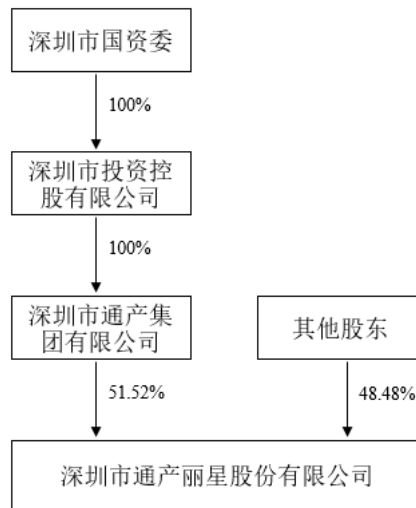 深圳市国资委
100%
深圳市投资控
股有限公司
100%
深圳市通产集
团有限公司
其他股东
51.52%
48.48%
深圳市通产丽星股份有限公司